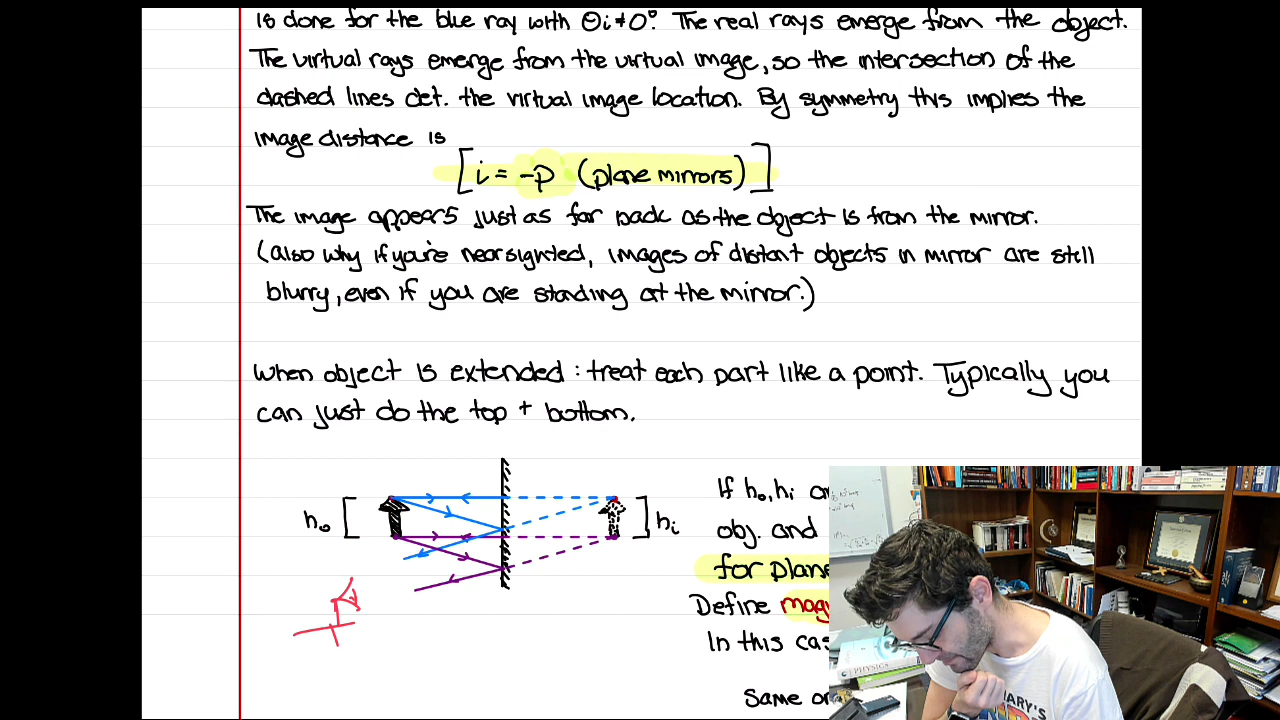 is done for the blue ray with θi≠0°. The real rays emerge from the object.
The virtual rays emerge from the virtual image, so the intersection of the
dashed lines det. the virtual image location. By symmetry this implies the
image distance is
[i = -p (plane mirrors)]
The image appears just as far back as the object is from the mirror.
(also why if you're nearsighted, images of distant objects in mirror are still
blurry, even if you are standing at the mirror.)
When object is extended : treat each part like a point. Typically you
can just do the top + bottom.
ho
hi
If ho, hi
obj. and
for plane
Define
In this
Same
PHYSICS